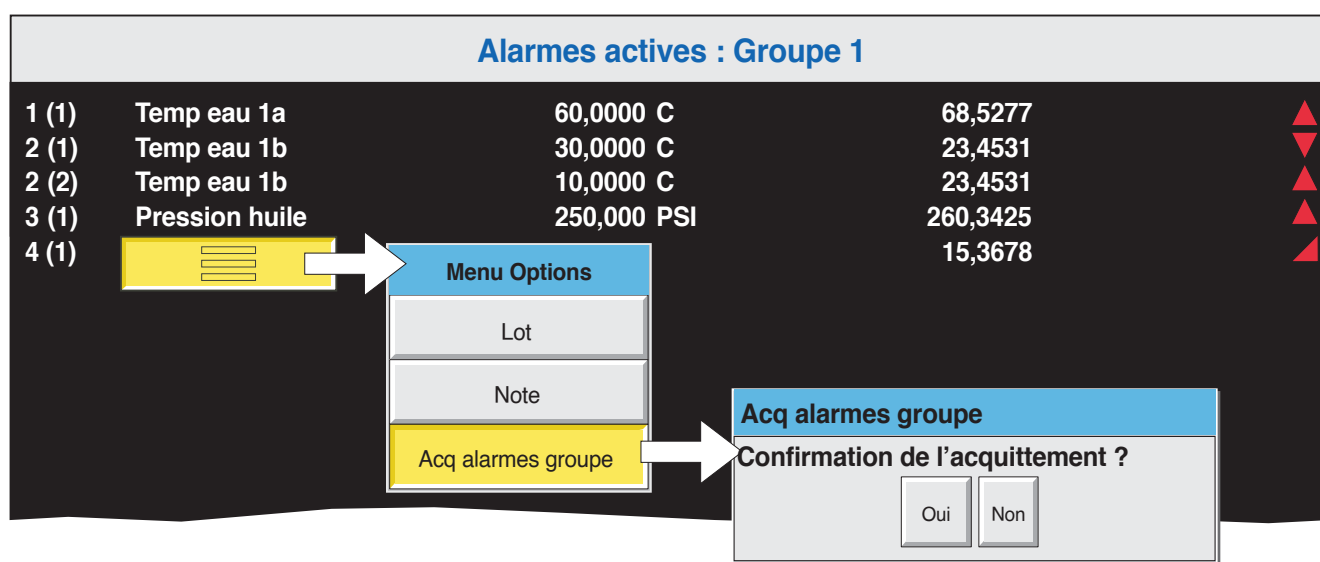 Alarmes actives : Groupe 1
1 (1) Temp eau 1a 60,0000 C 68,5277
2 (1) Temp eau 1b 30,0000 C 23,4531
2 (2) Temp eau 1b 10,0000 C 23,4531
3 (1) Pression huile 250,000 PSI 260,3425
4 (1) 15,3678
Menu Options
Lot
Note
Acq alarmes groupe
Acq alarmes groupe
Confirmation de l’acquittement ?
Oui Non